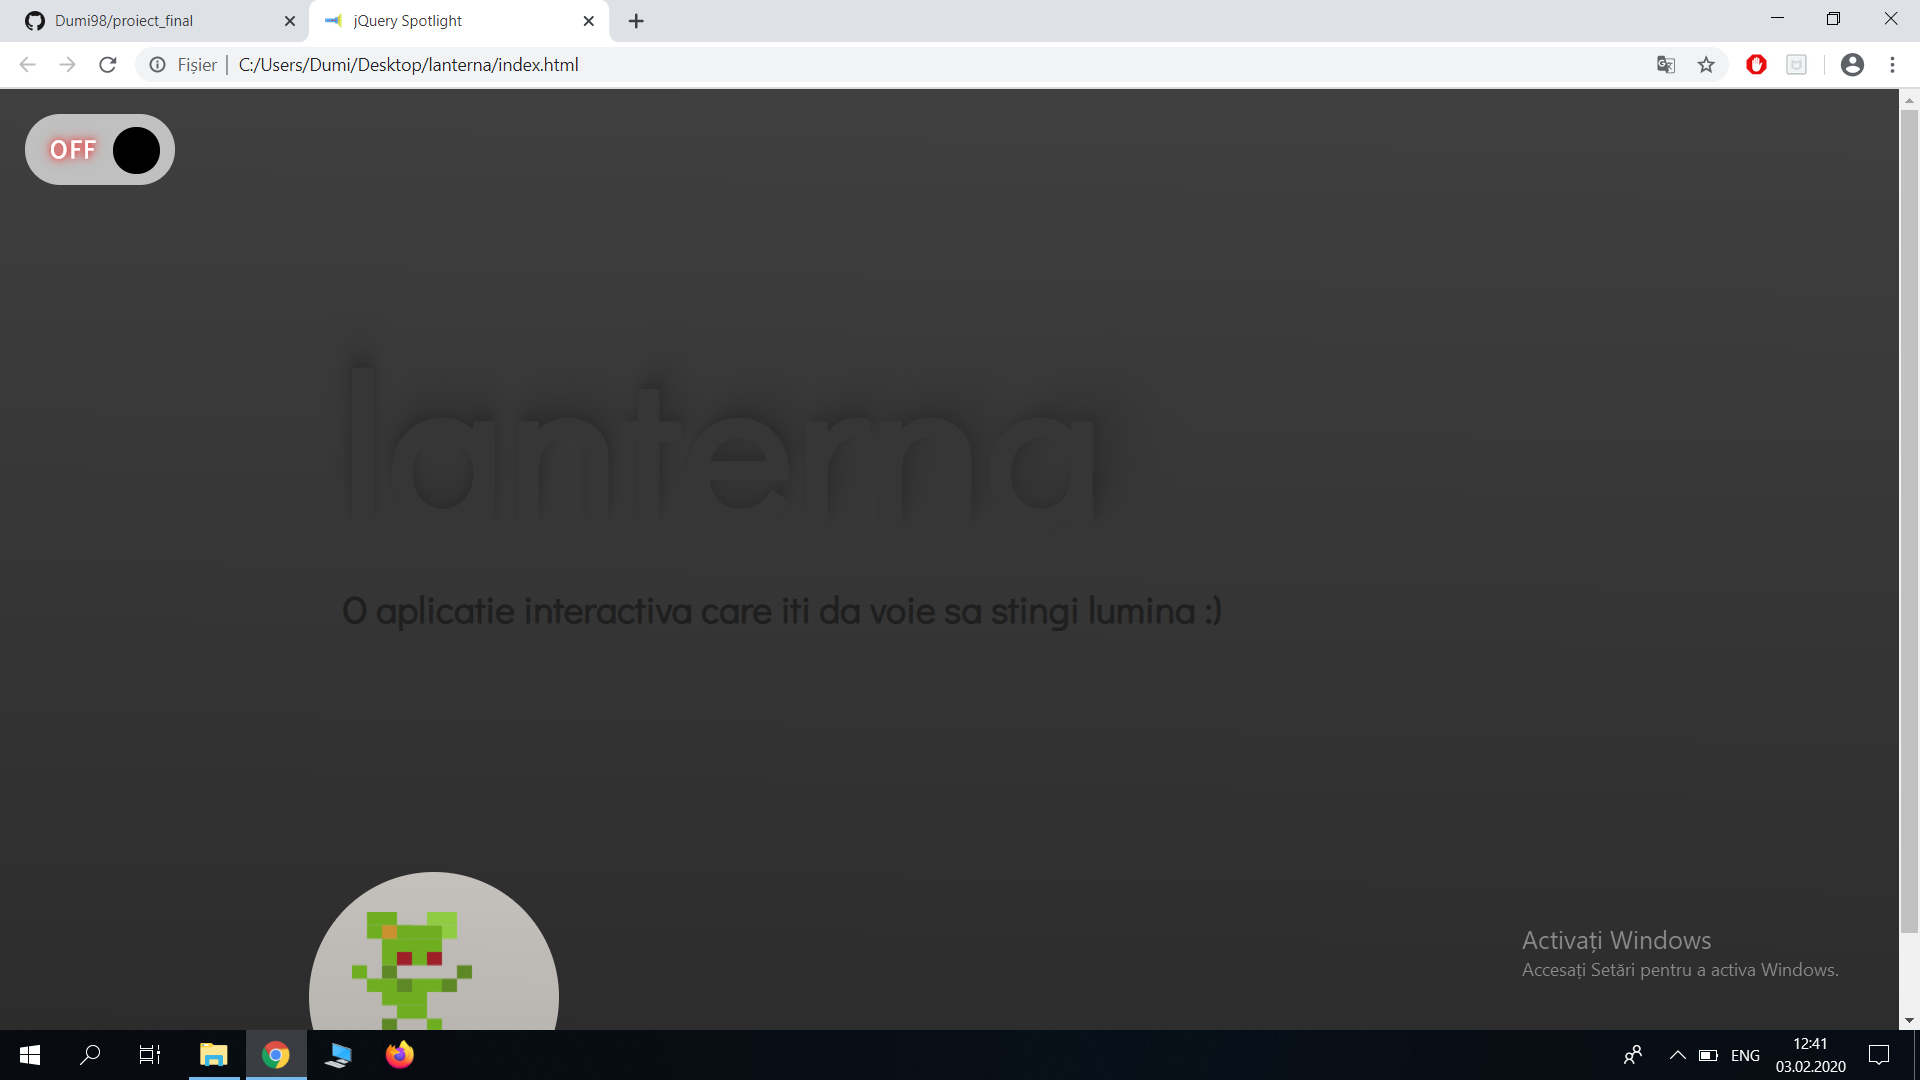 Dumi98/proiect_final
jQuery Spotlight
Fișier
C:/Users/Dumi/Desktop/lanterna/index.html
OFF
lanterna
O aplicatie interactiva care iti da voie sa stingi lumina :)
Activați Windows
Accesați Setări pentru a activa Windows.
ENG
12:41
03.02.2020